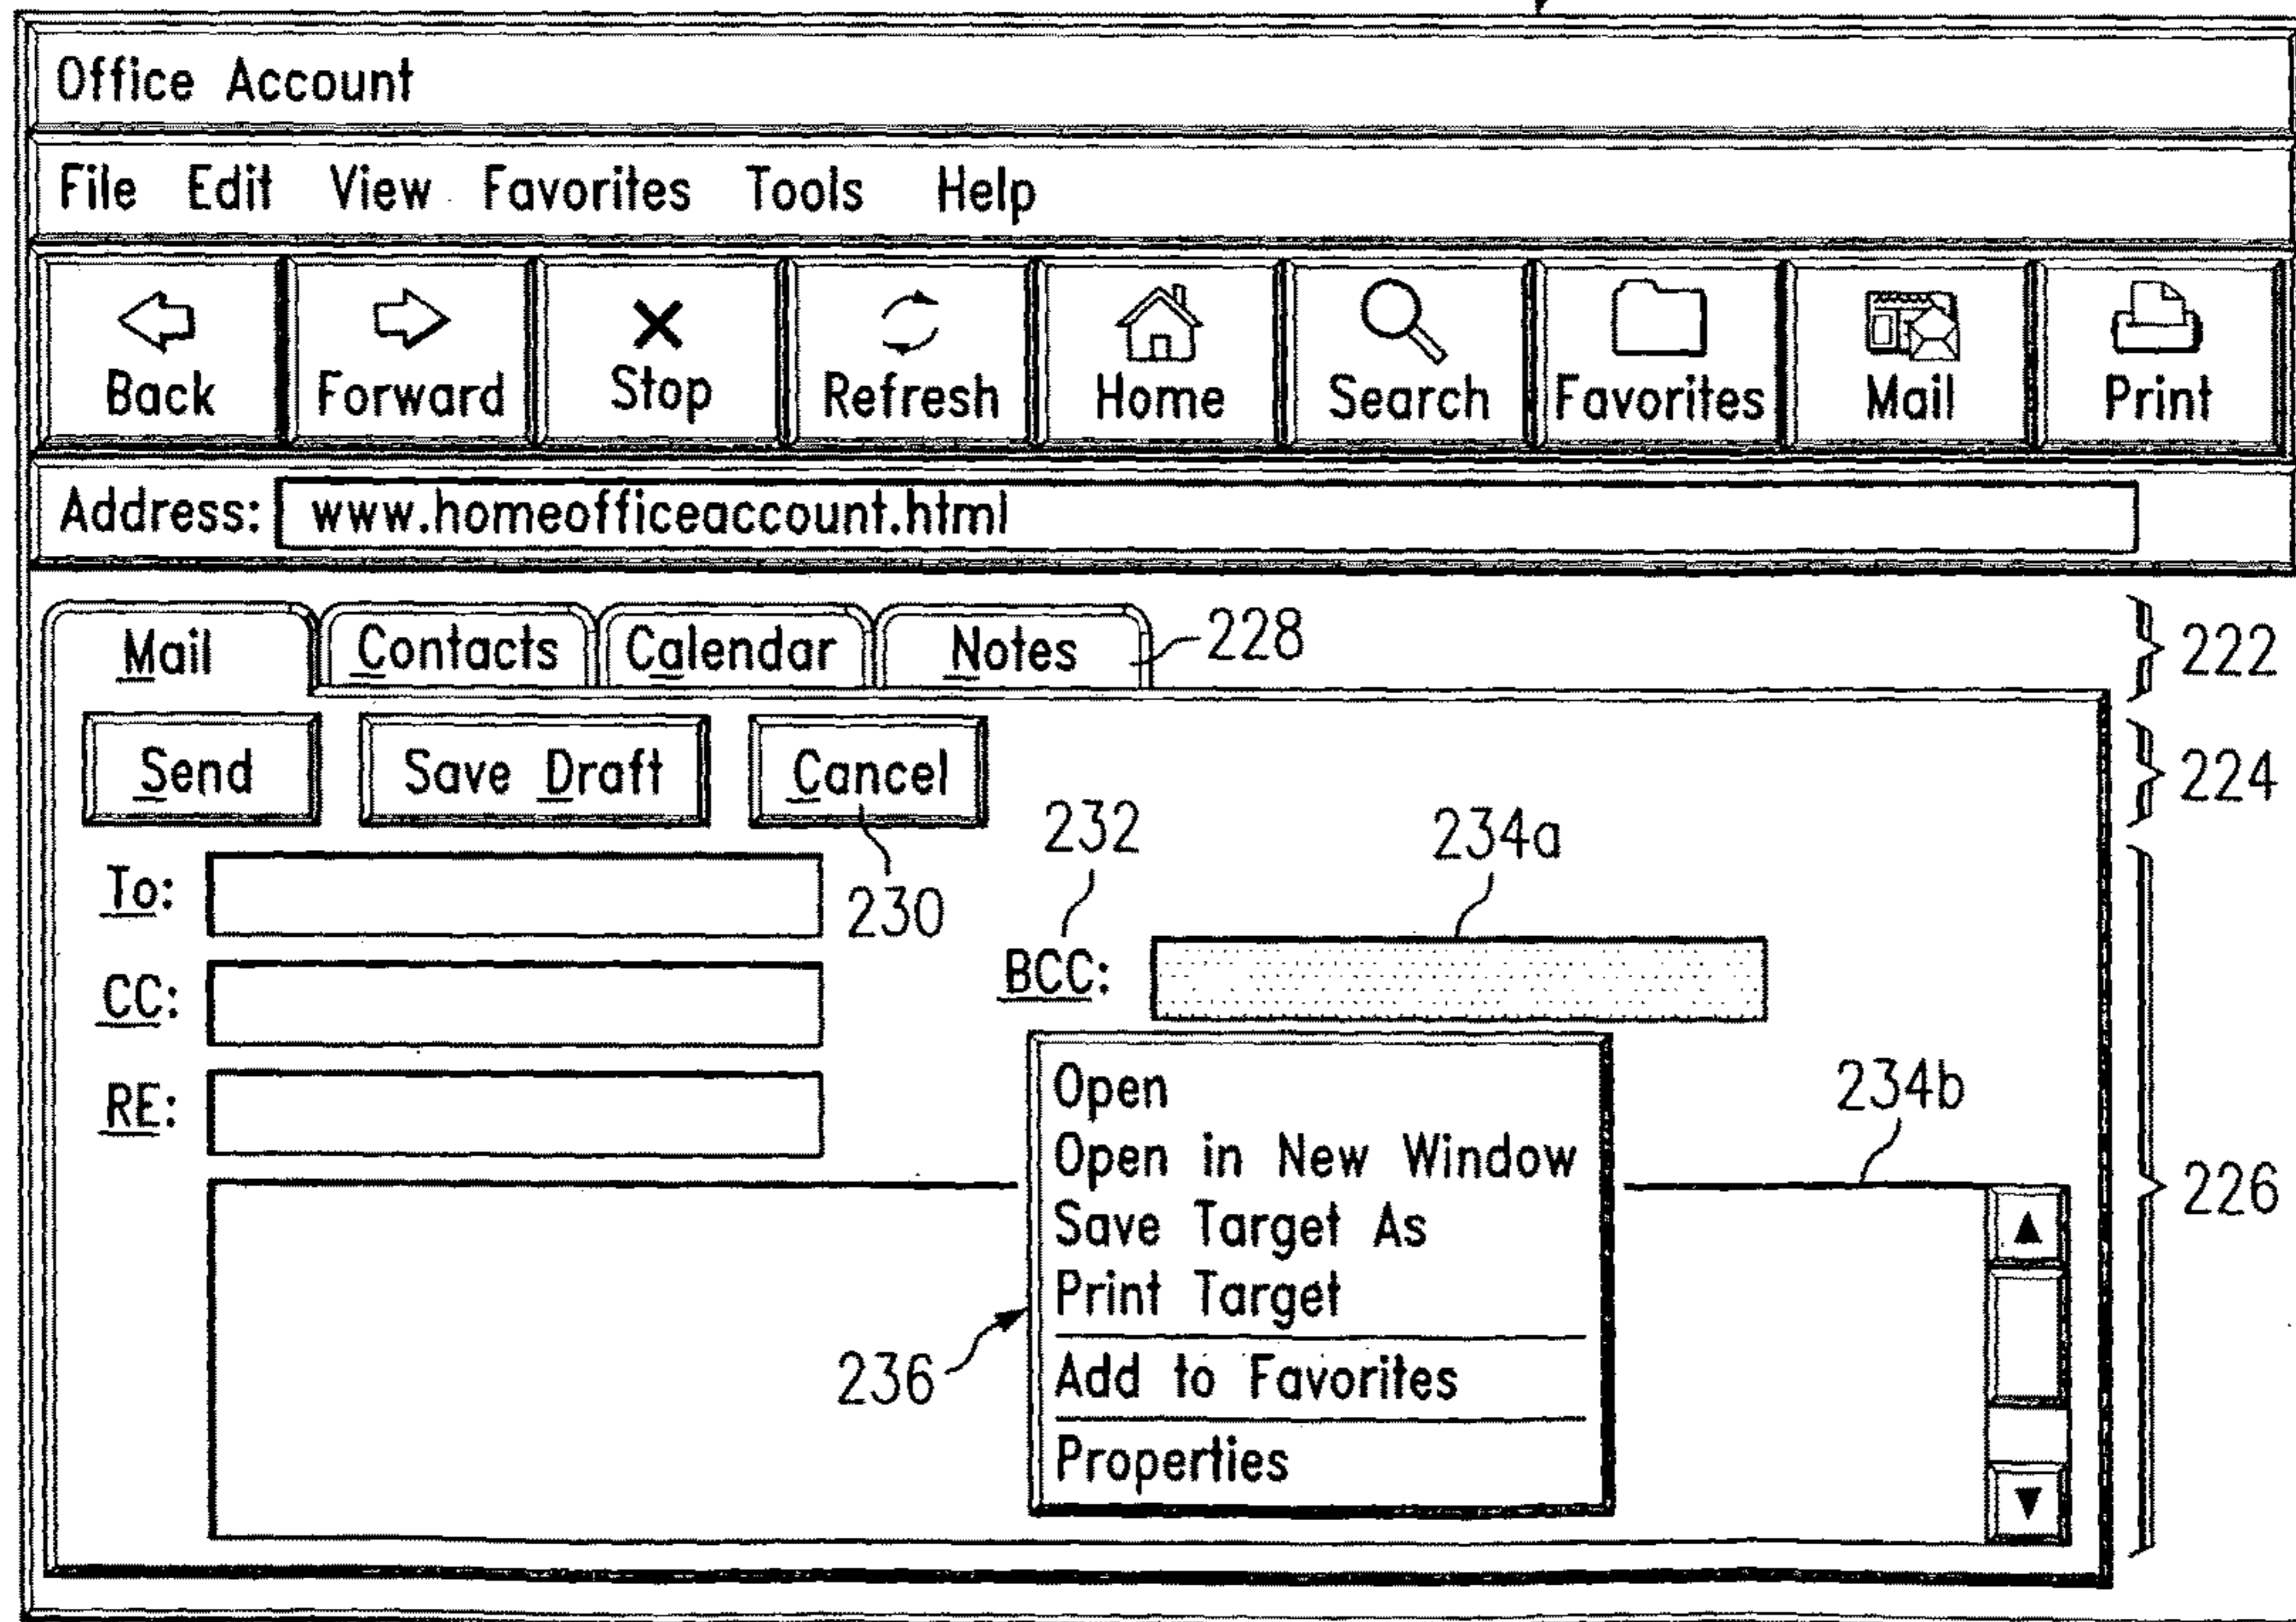 Office Account
File Edit View Favorites Tools Help
Back Forward Stop Refresh Home Search Favorites Mail Print
Address: www.homeofficeaccount.html
Mail Contacts Calendar Notes 228 222
Send Save Draft Cancel 224
232 234a
To: 230
CC: BCC:
Open
RE: 234b
Open in New Window
226
Save Target As
Print Target
236 Add to Favorites
Properties